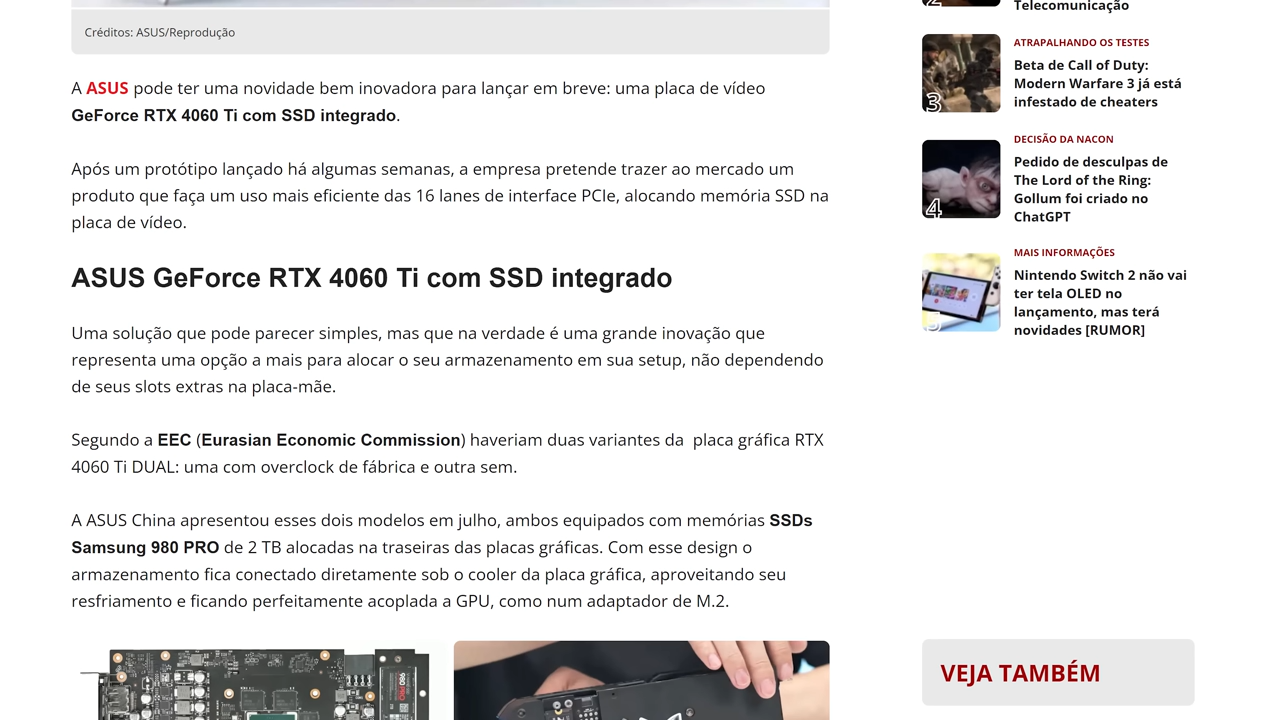 Créditos: ASUS/Reprodução
A ASUS pode ter uma novidade bem inovadora para lançar em breve: uma placa de vídeo
GeForce RTX 4060 Ti com SSD integrado.
Após um protótipo lançado há algumas semanas, a empresa pretende trazer ao mercado um
produto que faça um uso mais eficiente das 16 lanes de interface PCIe, alocando memória SSD na
placa de vídeo.
ASUS GeForce RTX 4060 Ti com SSD integrado
Uma solução que pode parecer simples, mas que na verdade é uma grande inovação que
representa uma opção a mais para alocar o seu armazenamento em sua setup, não dependendo
de seus slots extras na placa-mãe.
Segundo a EEC (Eurasian Economic Commission) haveriam duas variantes da  placa gráfica RTX
4060 Ti DUAL: uma com overclock de fábrica e outra sem.
A ASUS China apresentou esses dois modelos em julho, ambos equipados com memórias SSDs
Samsung 980 PRO de 2 TB alocadas na traseiras das placas gráficas. Com esse design o
armazenamento fica conectado diretamente sob o cooler da placa gráfica, aproveitando seu
resfriamento e ficando perfeitamente acoplada a GPU, como num adaptador de M.2.
980 PRO
2
Telecomunicação
3
ATRAPALHANDO OS TESTES
Beta de Call of Duty:
Modern Warfare 3 já está
infestado de cheaters
4
DECISÃO DA NACON
Pedido de desculpas de
The Lord of the Ring:
Gollum foi criado no
ChatGPT
5
MAIS INFORMAÇÕES
Nintendo Switch 2 não vai
ter tela OLED no
lançamento, mas terá
novidades [RUMOR]
VEJA TAMBÉM